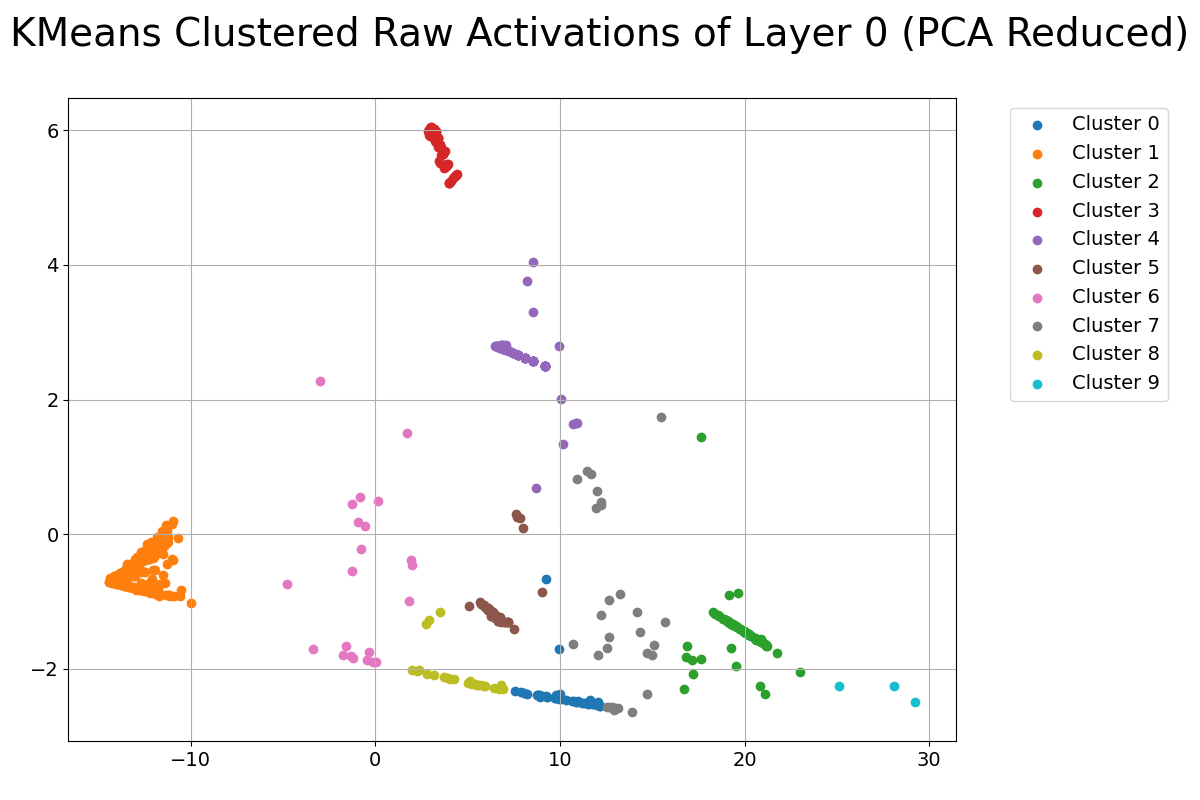 KMeans Clustered Raw Activations of Layer 0 (PCA Reduced)
6
4
2
0
−2
−10
0
10
20
30
Cluster 0
Cluster 1
Cluster 2
Cluster 3
Cluster 4
Cluster 5
Cluster 6
Cluster 7
Cluster 8
Cluster 9